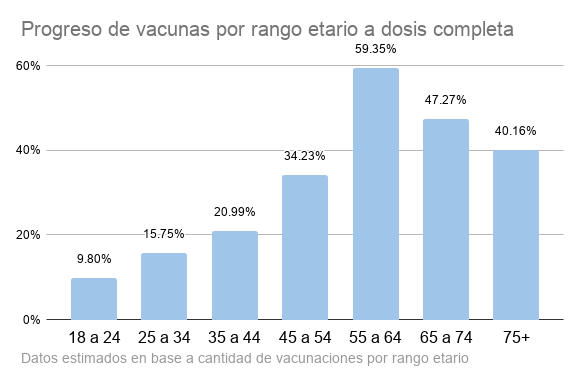 Progreso de vacunas por rango etario a dosis completa
60%
40%
20%
0%
9.80%
15.75%
20.99%
34.23%
59.35%
47.27%
40.16%
18 a 24
25 a 34
35 a 44
45 a 54
55 a 64
65 a 74
75+
Datos estimados en base a cantidad de vacunaciones por rango etario